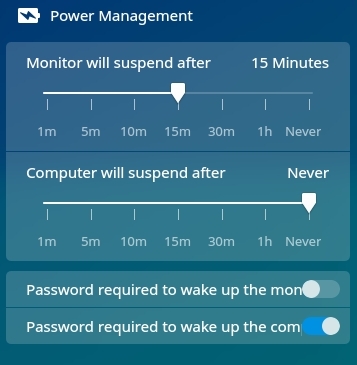 Power Management
Monitor will suspend after 15 Minutes
1m 5m 10m 15m 30m 1h Never
Computer will suspend after Never
1m 5m 10m 15m 30m 1h Never
Password required to wake up the mon
Password required to wake up the com